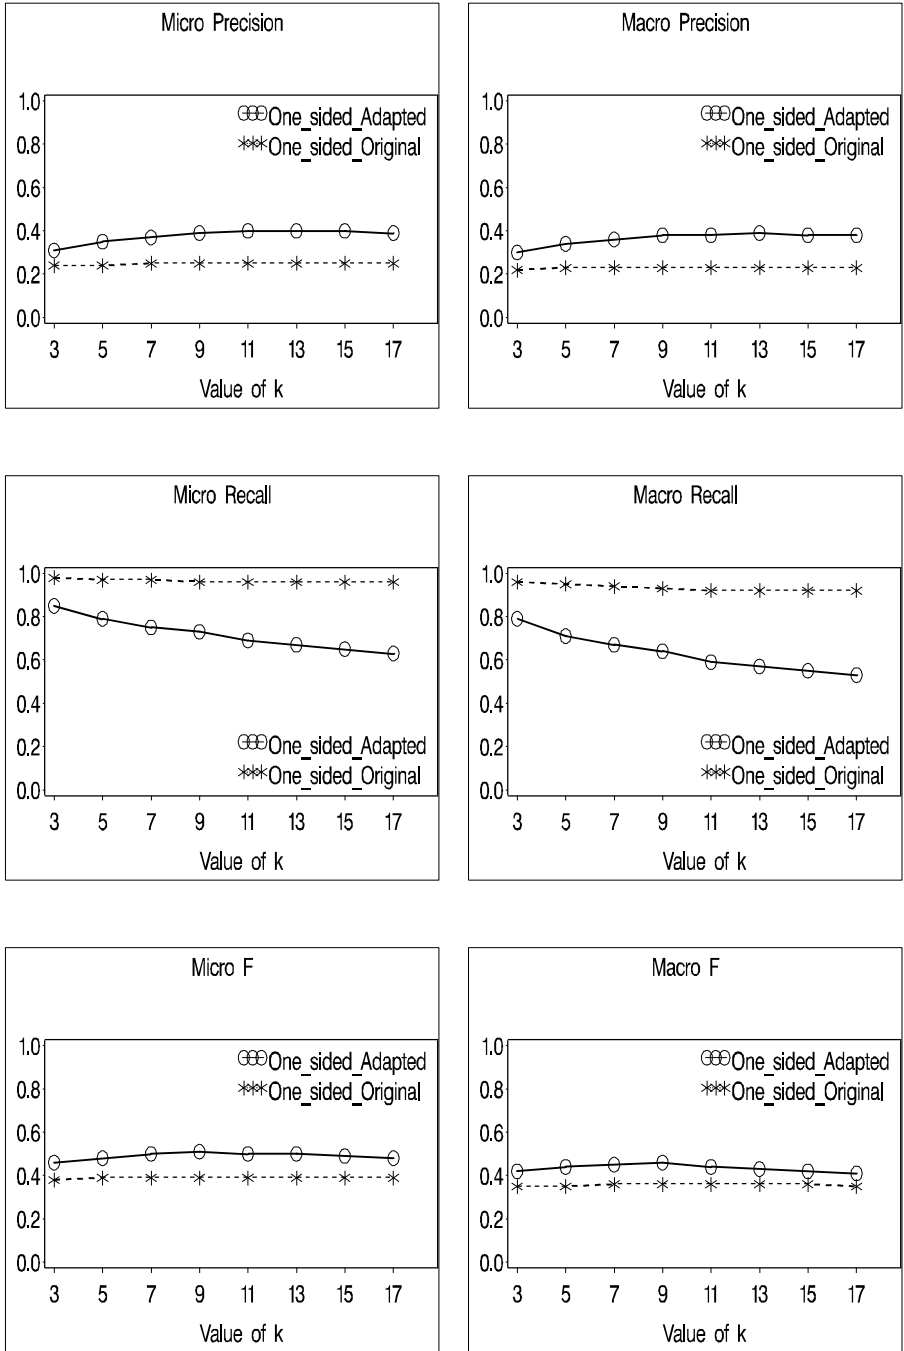 Micro Precision
1.0
0.8
0.6
0.4
0.2
0.0
One_sided_Adapted
One_sided_Original
3 5 7 9 11 13 15 17
Value of k
Macro Precision
1.0
0.8
0.6
0.4
0.2
0.0
One_sided_Adapted
One_sided_Original
3 5 7 9 11 13 15 17
Value of k
Micro Recall
1.0
0.8
0.6
0.4
0.2
0.0
One_sided_Adapted
One_sided_Original
3 5 7 9 11 13 15 17
Value of k
Macro Recall
1.0
0.8
0.6
0.4
0.2
0.0
One_sided_Adapted
One_sided_Original
3 5 7 9 11 13 15 17
Value of k
Micro F
1.0
0.8
0.6
0.4
0.2
0.0
One_sided_Adapted
One_sided_Original
3 5 7 9 11 13 15 17
Value of k
Macro F
1.0
0.8
0.6
0.4
0.2
0.0
One_sided_Adapted
One_sided_Original
3 5 7 9 11 13 15 17
Value of k